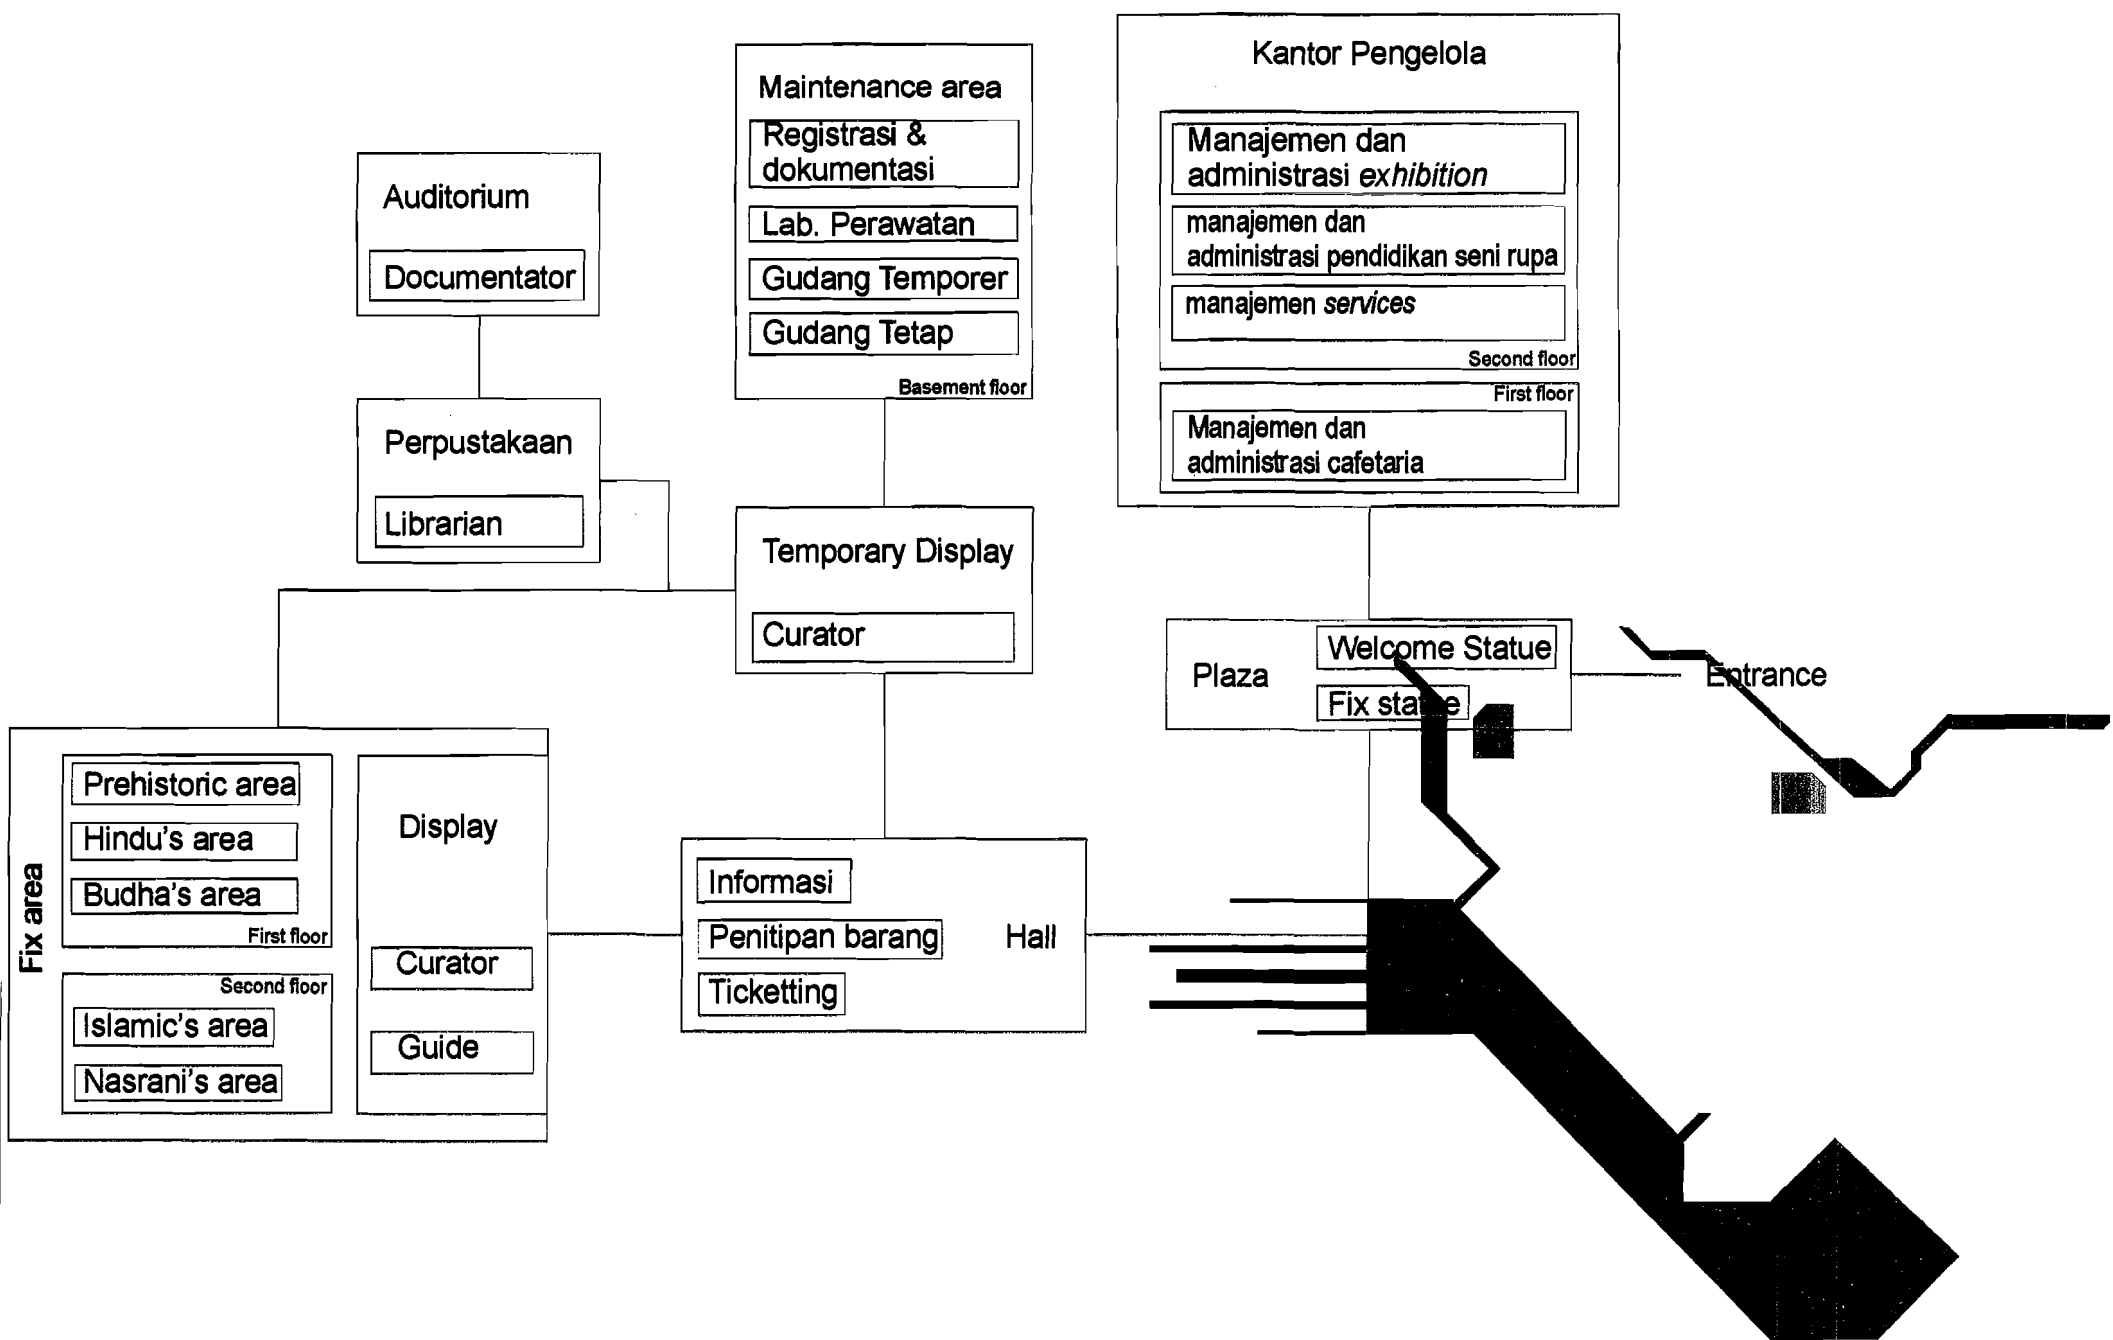 Kantor Pengelola
Manajemen dan
administrasi exhibition
manajemen dan
administrasi pendidikan seni rupa
manajemen services
Second floor
First floor
Manajemen dan
administrasi cafetaria
Maintenance area
Registrasi &
dokumentasi
Lab. Perawatan
Gudang Temporer
Gudang Tetap
Basement floor
Auditorium
Documentator
Perpustakaan
Librarian
Temporary Display
Curator
Plaza
Welcome Statue
Fix statue
Entrance
Fix area
Prehistoric area
Hindu's area
Budha's area
First floor
Second floor
Islamic's area
Nasrani's area
Display
Curator
Guide
Informasi
Penitipan barang
Ticketting
Hall